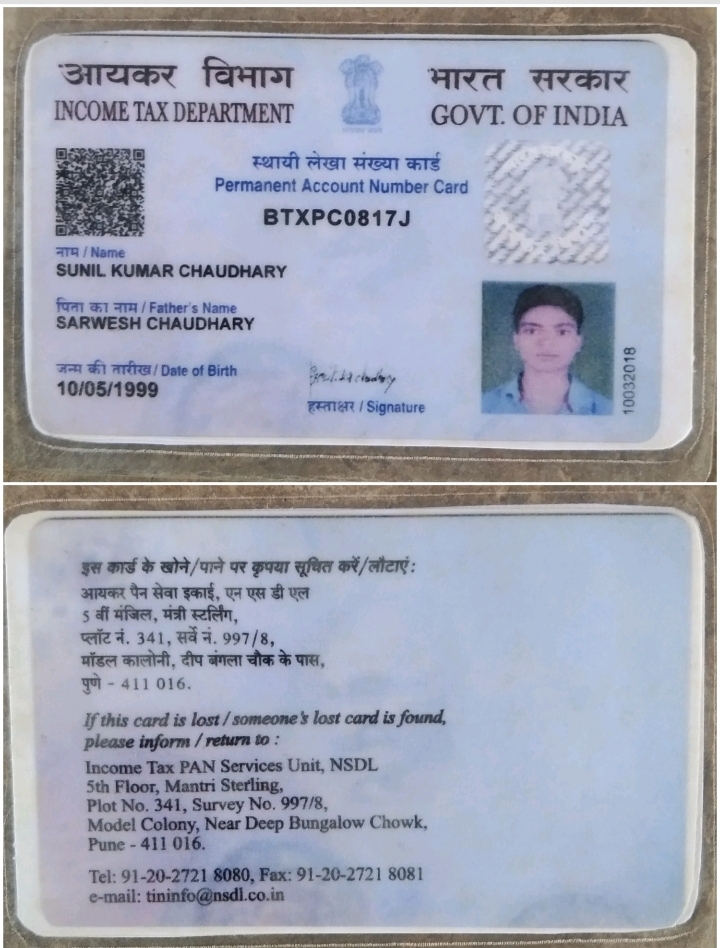 आयकर विभाग
INCOME TAX DEPARTMENT
भारत सरकार
GOVT. OF INDIA
स्थायी लेखा संख्या कार्ड
Permanent Account Number Card
BTXPC0817J
नाम / Name
SUNIL KUMAR CHAUDHARY
पिता का नाम / Father's Name
SARWESH CHAUDHARY
जन्म की तारीख / Date of Birth
10/05/1999
हस्ताक्षर / Signature
10032018
इस कार्ड के खोने/पाने पर कृपया सूचित करें/लौटाएं:
आयकर पैन सेवा इकाई, एन एस डी एल
5 वीं मंजिल, मंत्री स्टर्लिंग,
प्लॉट नं. 341, सर्वे नं. 997/8,
मॉडल कालोनी, दीप बंगला चौक के पास,
पुणे - 411 016.
If this card is lost / someone's lost card is found,
please inform / return to :
Income Tax PAN Services Unit, NSDL
5th Floor, Mantri Sterling,
Plot No. 341, Survey No. 997/8,
Model Colony, Near Deep Bungalow Chowk,
Pune - 411 016.
Tel: 91-20-2721 8080, Fax: 91-20-2721 8081
e-mail: tininfo@nsdl.co.in